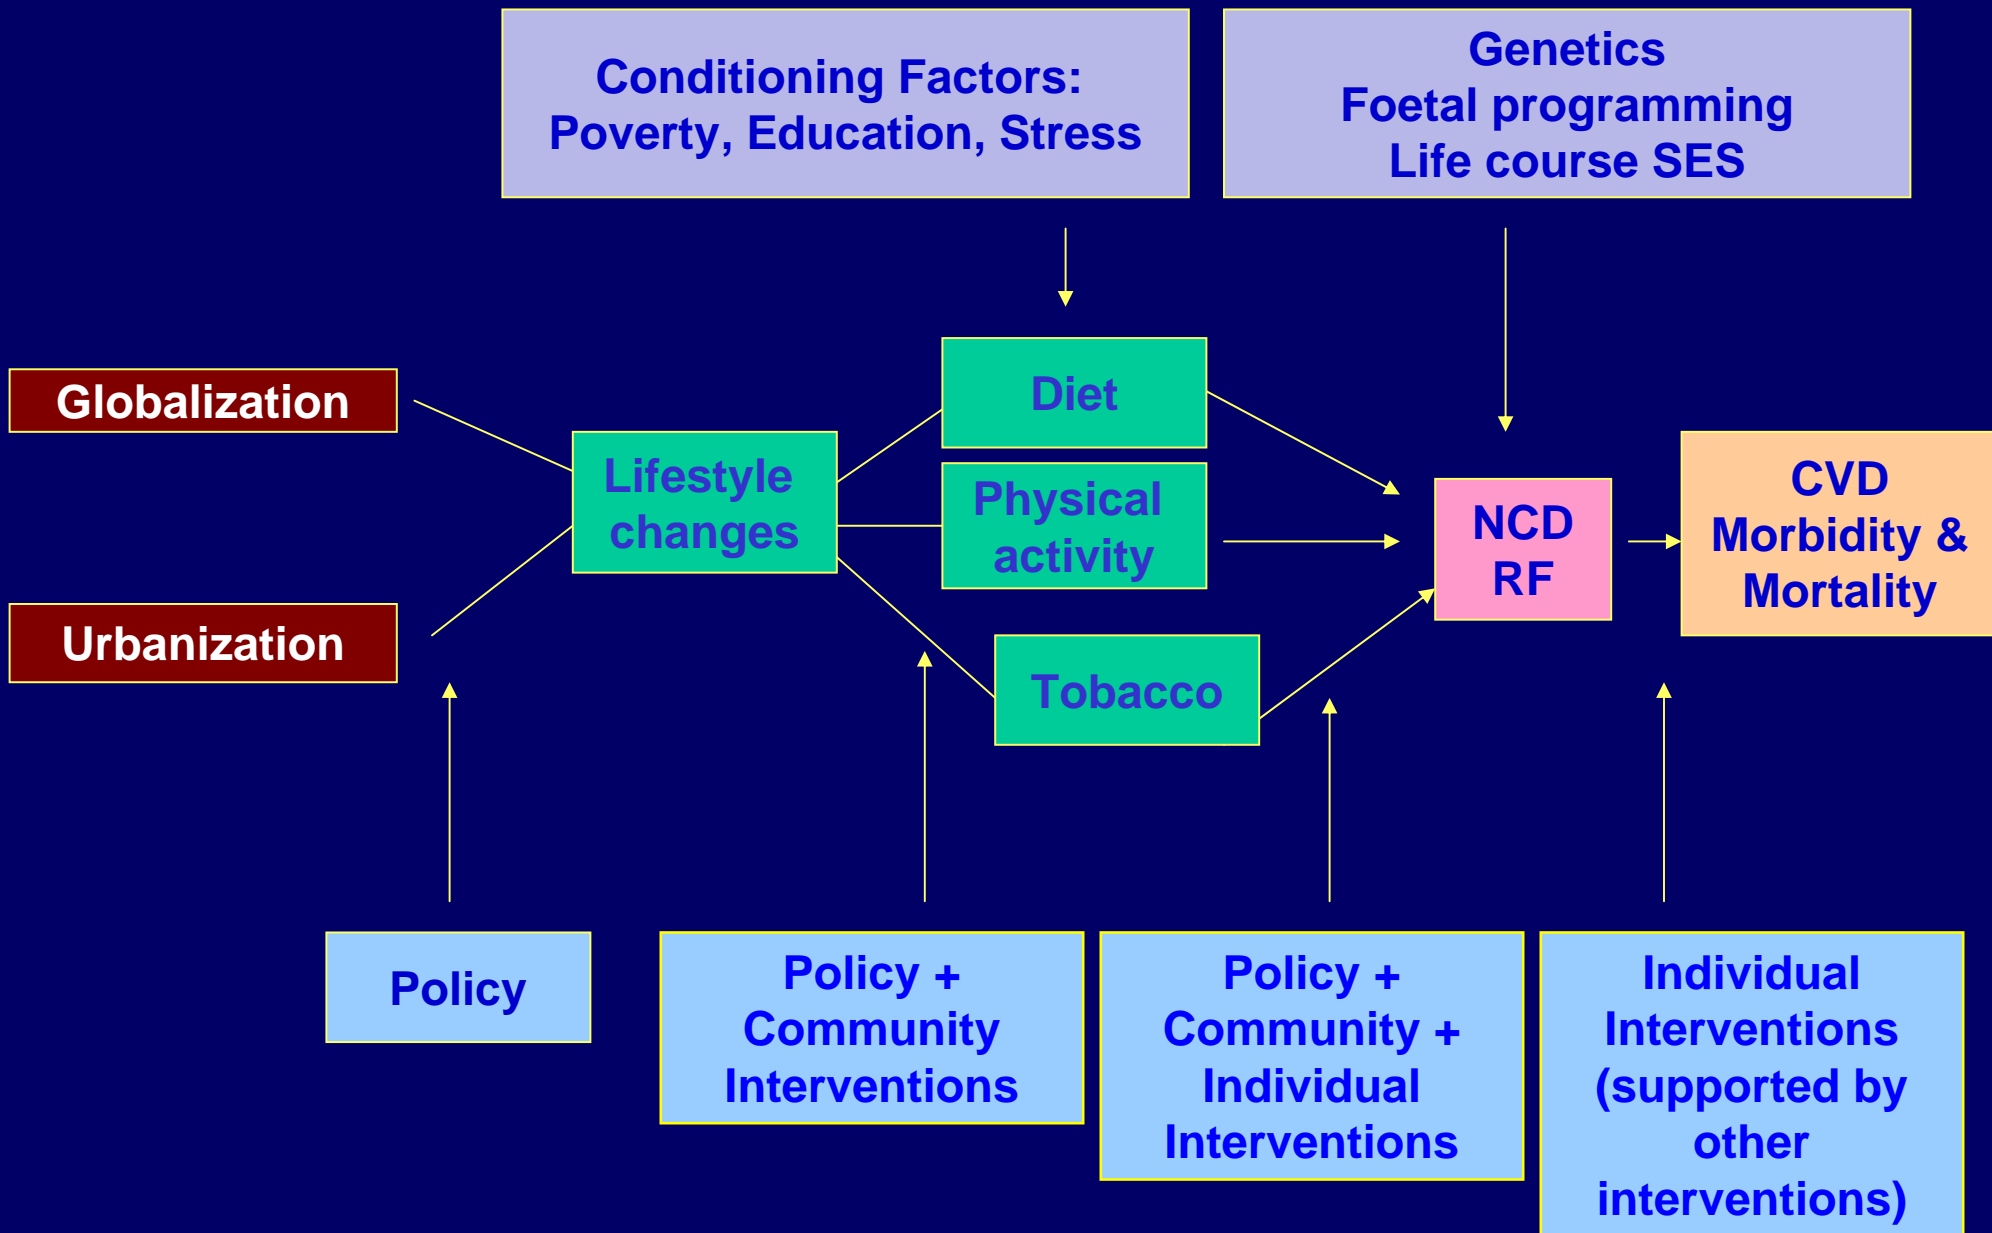 Conditioning Factors:
Poverty, Education, Stress
Genetics
Foetal programming
Life course SES
Globalization
Urbanization
Lifestyle
changes
Diet
Physical
activity
Tobacco
NCD
RF
CVD
Morbidity &
Mortality
Policy
Policy +
Community
Interventions
Policy +
Community +
Individual
Interventions
Individual
Interventions
(supported by
other
interventions)